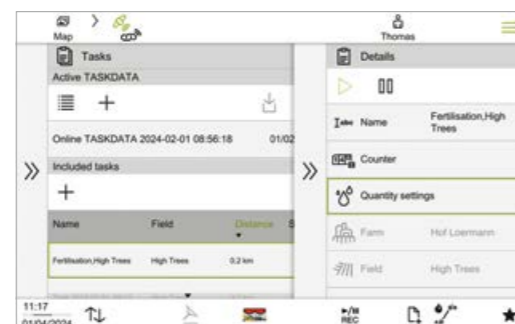 Map
Thomas
Tasks
Active TASKDATA
Online TASKDATA 2024-02-01 08:56:18 01/02
Included tasks
Name Field Distance S
Fertilisation,High Trees High Trees 0.2 km
Details
Name Fertilisation,High Trees
Counter
Quantity settings
Farm Hof Loermann
Field High Trees
11:17
01/04/2024
REC